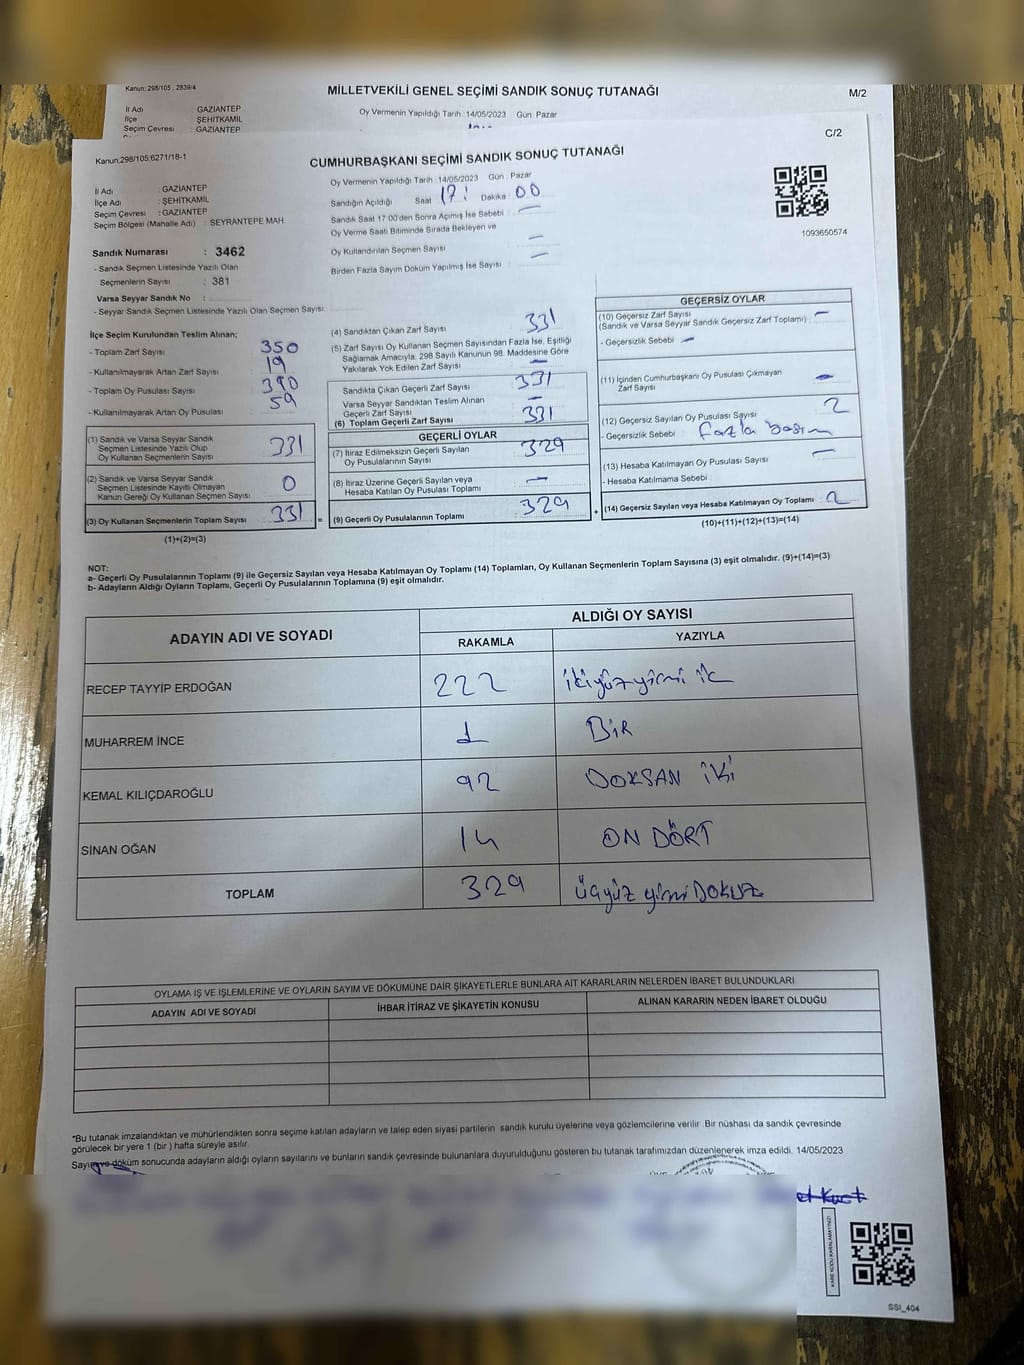 Kanun: 298/105 , 2839/4
MİLLETVEKİLİ GENEL SEÇİMİ SANDIK SONUÇ TUTANAĞI
M/2
İl Adı : GAZİANTEP
Oy Vermenin Yapıldığı Tarih :14/05/2023 Gün: Pazar
İlçe : ŞEHİTKAMİL
Seçim Çevresi : GAZİANTEP
C/2
Kanun;298/105;6271/18-1
CUMHURBAŞKANI SEÇİMİ SANDIK SONUÇ TUTANAĞI
Oy Vermenin Yapıldığı Tarih :14/05/2023 Gün : Pazar
İl Adı : GAZİANTEP
İlçe Adı : ŞEHİTKAMİL
Seçim Çevresi : GAZİANTEP
Seçim Bölgesi (Mahalle Adı) : SEYRANTEPE MAH
Sandığın Açıldığı Saat 17: Dakika : 00
Sandık Saat 17:00'den Sonra Açılmış İse Sebebi : –
Oy Verme Saati Bitiminde Sırada Bekleyen ve
Oy Kullandırılan Seçmen Sayısı : –
Birden Fazla Sayım Döküm Yapılmış İse Sayısı : –
1093650574
Sandık Numarası : 3462
- Sandık Seçmen Listesinde Yazılı Olan
Seçmenlerin Sayısı : 381
Varsa Seyyar Sandık No :
- Seyyar Sandık Seçmen Listesinde Yazılı Olan Seçmen Sayısı:
İlçe Seçim Kurulundan Teslim Alınan;
- Toplam Zarf Sayısı : 350
- Kullanılmayarak Artan Zarf Sayısı : 19
- Toplam Oy Pusulası Sayısı : 390
- Kullanılmayarak Artan Oy Pusulası : 59
(1) Sandık ve Varsa Seyyar Sandık
Seçmen Listesinde Yazılı Olup
Oy Kullanan Seçmenlerin Sayısı : 331
(2) Sandık ve Varsa Seyyar Sandık
Seçmen Listesinde Kayıtlı Olmayan
Kanun Gereği Oy Kullanan Seçmen Sayısı : 0
(3) Oy Kullanan Seçmenlerin Toplam Sayısı : 331 =
(1)+(2)=(3)
(4) Sandıktan Çıkan Zarf Sayısı : 331
(5) Zarf Sayısı Oy Kullanan Seçmen Sayısından Fazla İse, Eşitliği
Sağlamak Amacıyla, 298 Sayılı Kanunun 98. Maddesine Göre
Yakılarak Yok Edilen Zarf Sayısı : –
Sandıkta Çıkan Geçerli Zarf Sayısı : 331
Varsa Seyyar Sandıktan Teslim Alınan
Geçerli Zarf Sayısı : –
(6) Toplam Geçerli Zarf Sayısı : 331
GEÇERLİ OYLAR
(7) İtiraz Edilmeksizin Geçerli Sayılan
Oy Pusulalarının Sayısı : 329
(8) İtiraz Üzerine Geçerli Sayılan veya
Hesaba Katılan Oy Pusulası Toplamı : –
(9) Geçerli Oy Pusulalarının Toplamı : 329 +
GEÇERSİZ OYLAR
(10) Geçersiz Zarf Sayısı : –
(Sandık ve Varsa Seyyar Sandık Geçersiz Zarf Toplamı)
- Geçersizlik Sebebi : –
(11) İçinden Cumhurbaşkanı Oy Pusulası Çıkmayan
Zarf Sayısı : –
(12) Geçersiz Sayılan Oy Pusulası Sayısı : 2
- Geçersizlik Sebebi : fazla basım
(13) Hesaba Katılmayan Oy Pusulası Sayısı : –
- Hesaba Katılmama Sebebi :
(14) Geçersiz Sayılan veya Hesaba Katılmayan Oy Toplamı : 2
(10)+(11)+(12)+(13)=(14)
NOT:
a- Geçerli Oy Pusulalarının Toplamı (9) ile Geçersiz Sayılan veya Hesaba Katılmayan Oy Toplamı (14) Toplamları, Oy Kullanan Seçmenlerin Toplam Sayısına (3) eşit olmalıdır. (9)+(14)=(3)
b- Adayların Aldığı Oyların Toplamı, Geçerli Oy Pusulalarının Toplamına (9) eşit olmalıdır.
ADAYIN ADI VE SOYADI
ALDIĞI OY SAYISI
RAKAMLA YAZIYLA
RECEP TAYYİP ERDOĞAN 222 ikiyüzyirmi ik
MUHARREM İNCE 1 BİR
KEMAL KILIÇDAROĞLU 92 DOKSAN İKİ
SİNAN OĞAN 14 ON DÖRT
TOPLAM 329 üçyüz yirmi DOKUZ
OYLAMA İŞ VE İŞLEMLERİNE VE OYLARIN SAYIM VE DÖKÜMÜNE DAİR ŞİKAYETLERLE BUNLARA AİT KARARLARIN NELERDEN İBARET BULUNDUKLARI
ADAYIN ADI VE SOYADI İHBAR İTİRAZ VE ŞİKAYETİN KONUSU ALINAN KARARIN NEDEN İBARET OLDUĞU
*Bu tutanak imzalandıktan ve mühürlendikten sonra seçime katılan adayların ve talep eden siyasi partilerin sandık kurulu üyelerine veya gözlemcilerine verilir. Bir nüshası da sandık çevresinde
görülecek bir yere 1 (bir ) hafta süreyle asılır.
Sayım ve döküm sonucunda adayların aldığı oyların sayılarını ve bunların sandık çevresinde bulunanlara duyurulduğunu gösteren bu tutanak tarafımızdan düzenlenerek imza edildi. 14/05/2023
KARE KODU KARALAMAYINIZ!
SSI_404